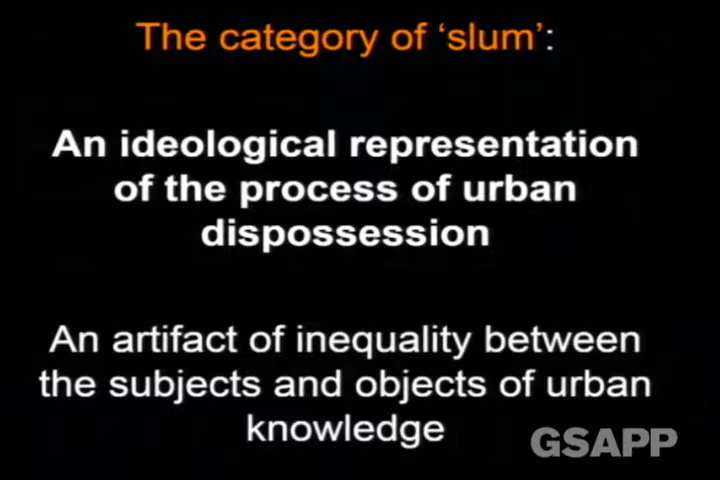 The category of ‘slum’:
An ideological representation
of the process of urban
dispossession
An artifact of inequality between
the subjects and objects of urban
knowledge
GSAPP